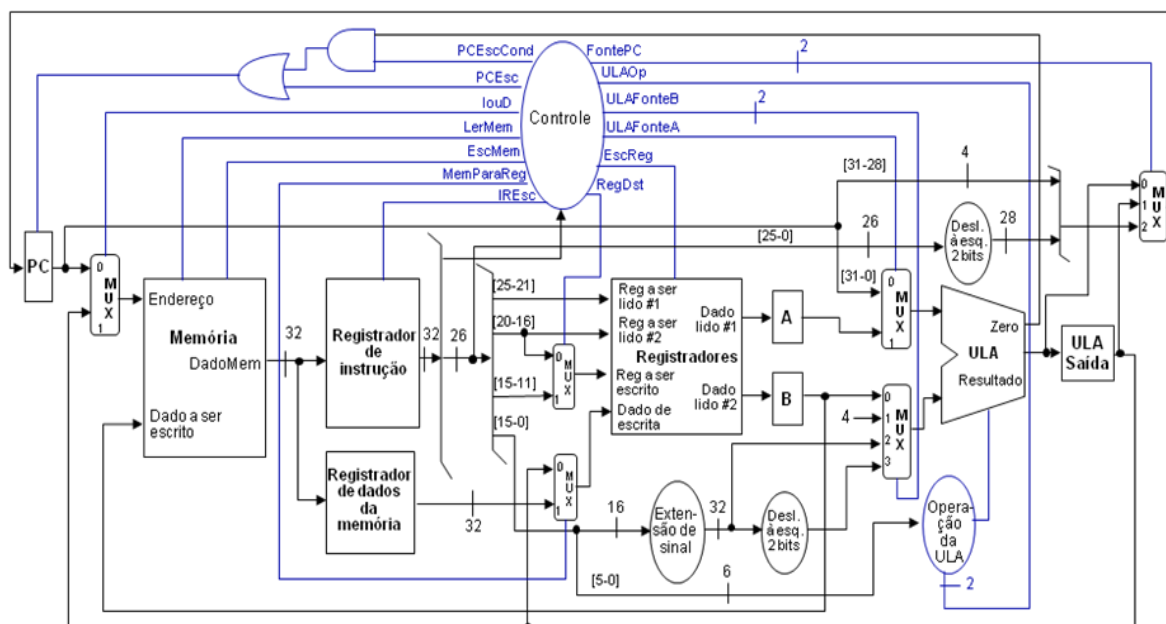 PCEscCond
FontePC
2
PCEsc
ULAOp
IouD
ULAFonteB
2
Controle
LerMem
ULAFonteA
EscMem
EscReg
MemParaReg
RegDst
IREsc
[31-28]
4
0
1
2
MUX
[25-0]
26
Desl.
à esq.
2 bits
28
PC
0
MUX
1
Endereço
Memória
DadoMem
Dado a ser
escrito
32
Registrador
de
instrução
32
26
[25-21]
[20-16]
[15-11]
[15-0]
0
MUX
1
Reg a ser
lido #1
Reg a ser
lido #2
Registradores
Reg a ser
escrito
Dado de
escrita
Dado
lido #1
Dado
lido #2
A
B
[31-0]
0
MUX
1
4
0
1
2
3
MUX
Zero
ULA
Resultado
ULA
Saída
Registrador
de dados
da
memória
32
0
MUX
1
16
Exten-
são de
sinal
32
Desl.
à esq.
2 bits
Opera-
ção da
ULA
[5-0]
6
2